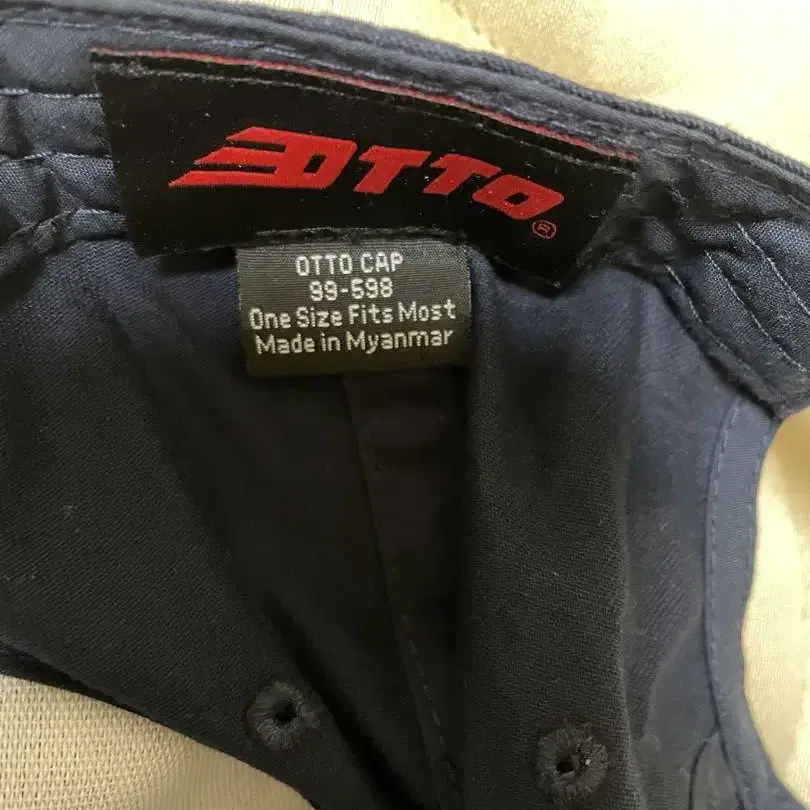 OTTO
®
OTTO CAP
99-598
One Size Fits Most
Made in Myanmar